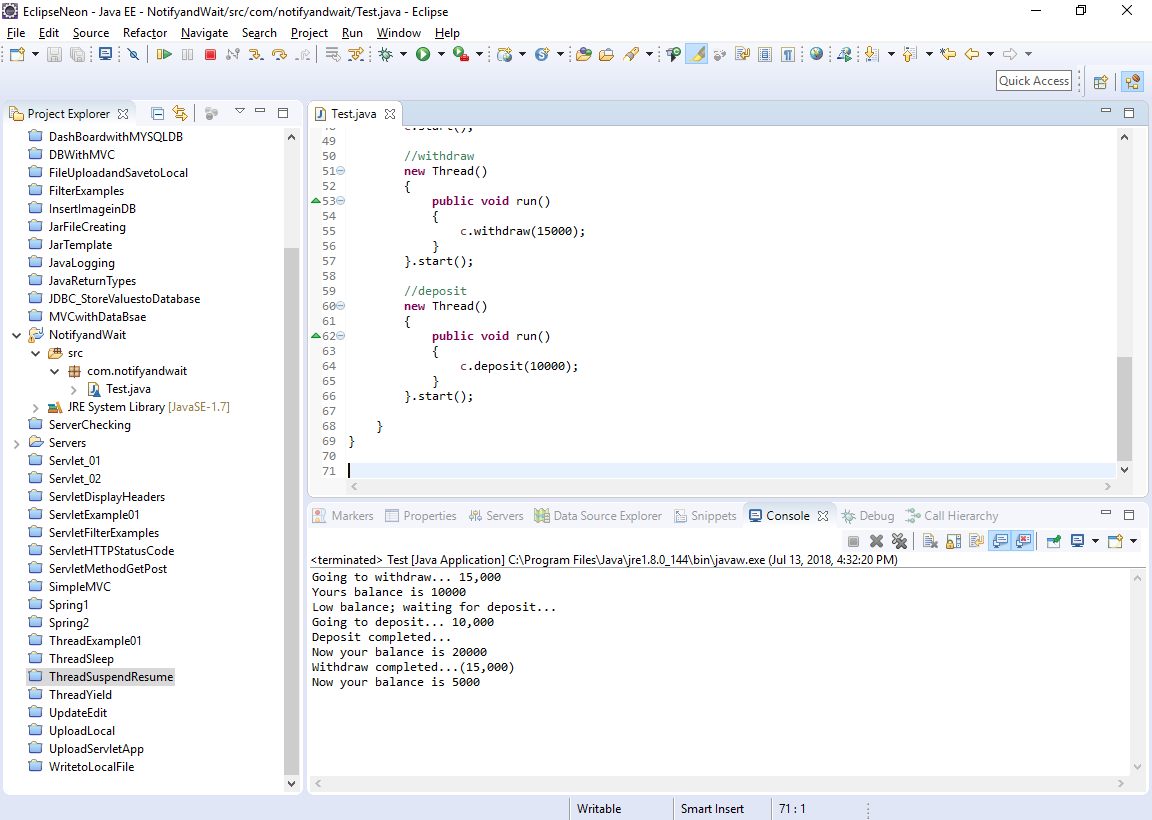 EclipseNeon - Java EE - NotifyandWait/src/com/notifyandwait/Test.java - Eclipse
File Edit Source Refactor Navigate Search Project Run Window Help
Quick Access
Project Explorer
DashBoardwithMYSQLDB
DBWithMVC
FileUploadandSavetoLocal
FilterExamples
InsertImageinDB
JarFileCreating
JarTemplate
JavaLogging
JavaReturnTypes
JDBC_StoreValuestoDatabase
MVCwithDataBsae
NotifyandWait
src
com.notifyandwait
Test.java
JRE System Library [JavaSE-1.7]
ServerChecking
Servers
Servlet_01
Servlet_02
ServletDisplayHeaders
ServletExample01
ServletFilterExamples
ServletHTTPStatusCode
ServletMethodGetPost
SimpleMVC
Spring1
Spring2
ThreadExample01
ThreadSleep
ThreadSuspendResume
ThreadYield
UpdateEdit
UploadLocal
UploadServletApp
WritetoLocalFile
Test.java
49
50 //withdraw
51 new Thread()
52 {
53 public void run()
54 {
55 c.withdraw(15000);
56 }
57 }.start();
58
59 //deposit
60 new Thread()
61 {
62 public void run()
63 {
64 c.deposit(10000);
65 }
66 }.start();
67
68 }
69 }
70
71
Markers Properties Servers Data Source Explorer Snippets Console Debug Call Hierarchy
<terminated> Test [Java Application] C:\Program Files\Java\jre1.8.0_144\bin\javaw.exe (Jul 13, 2018, 4:32:20 PM)
Going to withdraw... 15,000
Yours balance is 10000
Low balance; waiting for deposit...
Going to deposit... 10,000
Deposit completed...
Now your balance is 20000
Withdraw completed...(15,000)
Now your balance is 5000
Writable Smart Insert 71 : 1